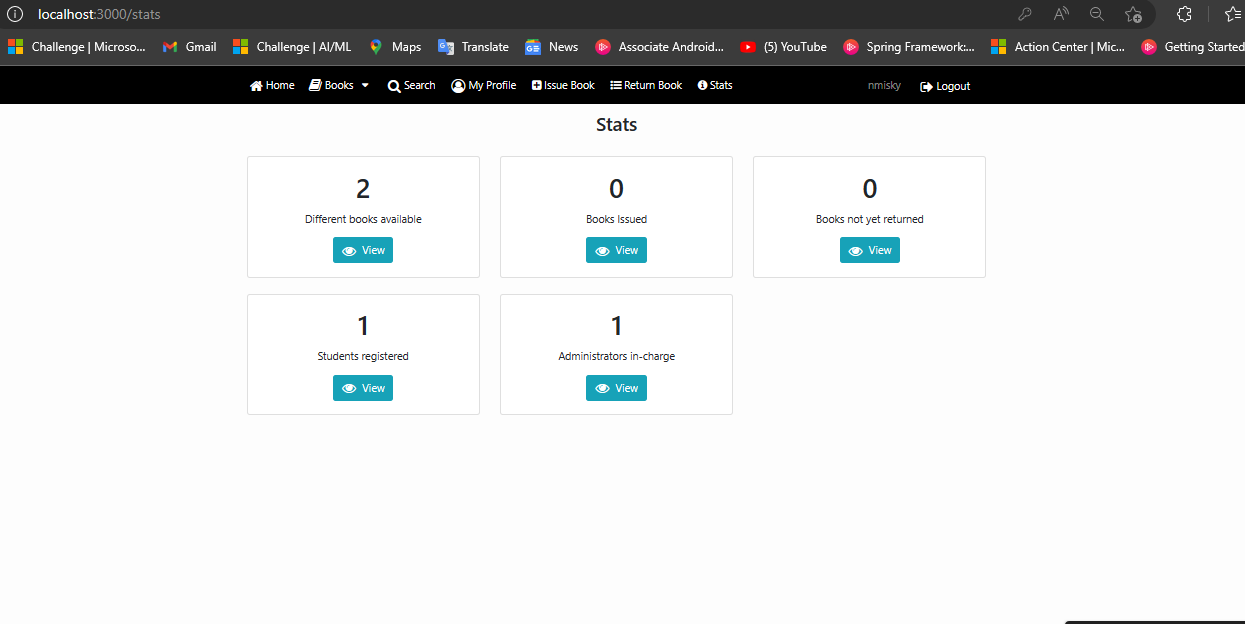 localhost:3000/stats
Challenge | Microso... Gmail Challenge | AI/ML Maps Translate News Associate Android... (5) YouTube Spring Framework:... Action Center | Mic... Getting Started
Home Books Search My Profile Issue Book Return Book Stats nmisky Logout
Stats
2 0 0
Different books available Books Issued Books not yet returned
View View View
1 1
Students registered Administrators in-charge
View View